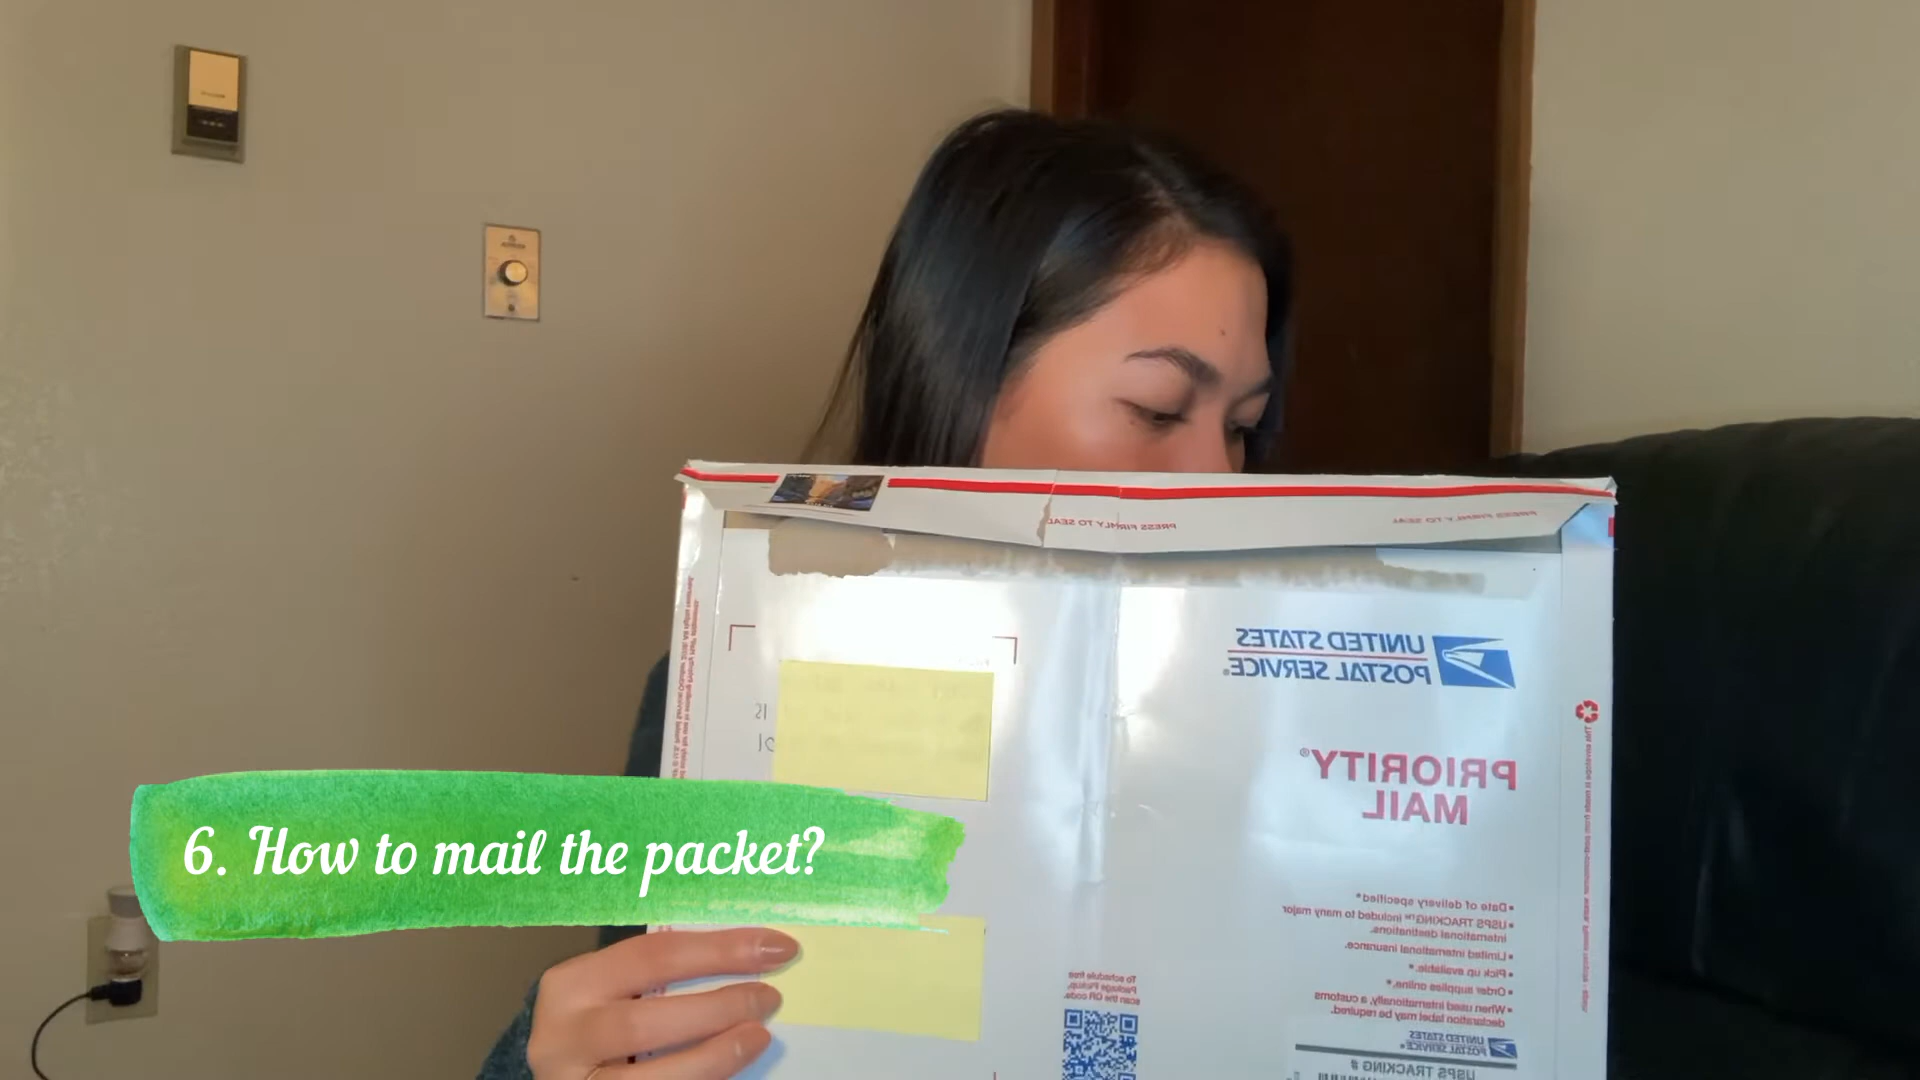 PRESS FIRMLY TO SEAL
PRESS FIRMLY TO SEAL
UNITED STATES
POSTAL SERVICE®
PRIORITY®
MAIL
6. How to mail the packet?
• Date of delivery specified*
• USPS TRACKING™ included to many major
international destinations.
• Limited international insurance.
• Pick up available.*
• Order supplies online.*
• When used internationally, a customs
declaration label may be required.
To schedule free
Package Pickup,
scan the QR code.
UNITED STATES
POSTAL SERVICE®
USPS TRACKING #